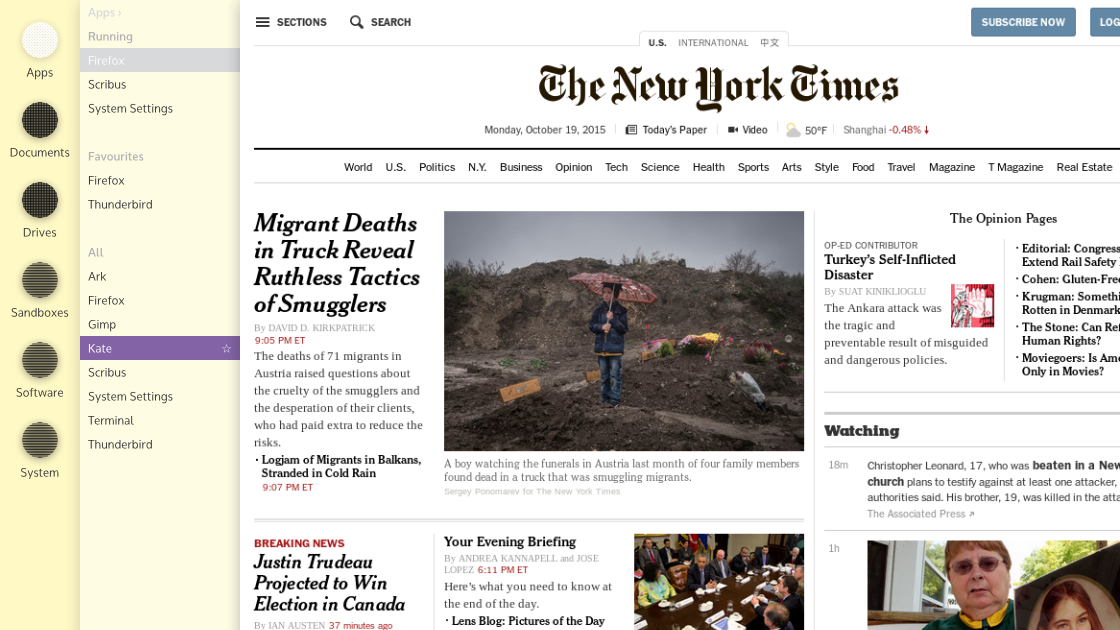 Apps
Documents
Drives
Sandboxes
Software
System
Apps ›
Running
Firefox
Scribus
System Settings
Favourites
Firefox
Thunderbird
All
Ark
Firefox
Gimp
Kate ☆
Scribus
System Settings
Terminal
Thunderbird
SECTIONS SEARCH
SUBSCRIBE NOW LOG
U.S. INTERNATIONAL 中文
The New York Times
Monday, October 19, 2015 Today's Paper Video 50°F Shanghai -0.48%
World U.S. Politics N.Y. Business Opinion Tech Science Health Sports Arts Style Food Travel Magazine T Magazine Real Estate
Migrant Deaths
in Truck Reveal
Ruthless Tactics
of Smugglers
By DAVID D. KIRKPATRICK
9:05 PM ET
The deaths of 71 migrants in
Austria raised questions about
the cruelty of the smugglers and
the desperation of their clients,
who had paid extra to reduce the
risks.
· Logjam of Migrants in Balkans,
Stranded in Cold Rain
9:07 PM ET
A boy watching the funerals in Austria last month of four family members
found dead in a truck that was smuggling migrants.
Sergey Ponomarev for The New York Times
BREAKING NEWS
Justin Trudeau
Projected to Win
Election in Canada
By IAN AUSTEN 37 minutes ago
Your Evening Briefing
By ANDREA KANNAPELL and JOSE
LOPEZ 6:11 PM ET
Here's what you need to know at
the end of the day.
· Lens Blog: Pictures of the Day
The Opinion Pages
OP-ED CONTRIBUTOR
Turkey's Self-Inflicted
Disaster
By SUAT KINIKLIOGLU
The Ankara attack was
the tragic and
preventable result of misguided
and dangerous policies.
· Editorial: Congress
Extend Rail Safety
· Cohen: Gluten-Fre
· Krugman: Somethi
Rotten in Denmark
· The Stone: Can Re
Human Rights?
· Moviegoers: Is Ame
Only in Movies?
Watching
18m
Christopher Leonard, 17, who was beaten in a New
church plans to testify against at least one attacker,
authorities said. His brother, 19, was killed in the atta
The Associated Press
1h